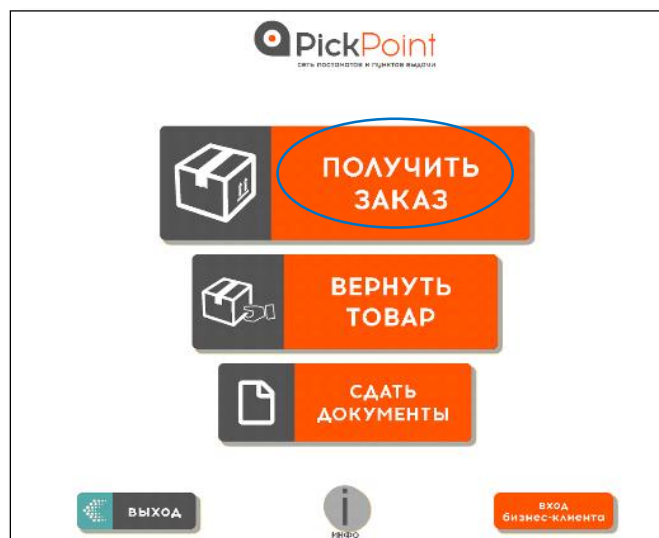 PickPoint
сеть постаматов и пунктов выдачи
ПОЛУЧИТЬ
ЗАКАЗ
ВЕРНУТЬ
ТОВАР
СДАТЬ
ДОКУМЕНТЫ
ВЫХОД
ИНФО
ВХОД
бизнес-клиента